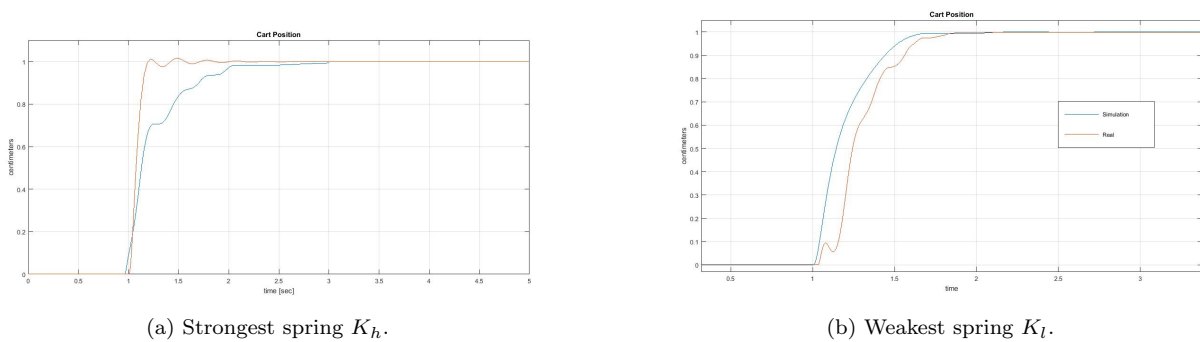 Cart Position
centimeters
1
0.8
0.6
0.4
0.2
0
0 0.5 1 1.5 2 2.5 3 3.5 4 4.5 5
time [sec]
(a) Strongest spring K_h.
Cart Position
centimeters
1
0.9
0.8
0.7
0.6
0.5
0.4
0.3
0.2
0.1
0
Simulation
Real
0.5 1 1.5 2 2.5 3
time
(b) Weakest spring K_l.